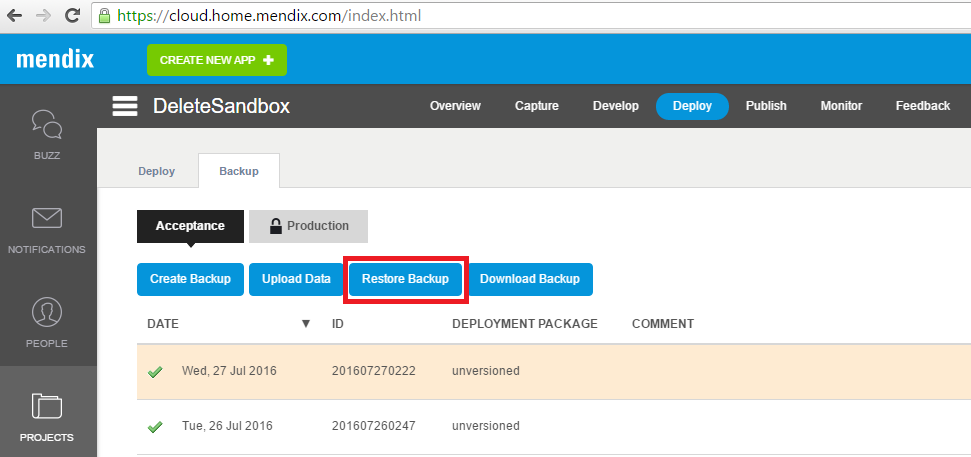 https://cloud.home.mendix.com/index.html
mendix CREATE NEW APP +
DeleteSandbox Overview Capture Develop Deploy Publish Monitor Feedback
BUZZ
NOTIFICATIONS
PEOPLE
PROJECTS
Deploy Backup
Acceptance Production
Create Backup Upload Data Restore Backup Download Backup
DATE ID DEPLOYMENT PACKAGE COMMENT
Wed, 27 Jul 2016 201607270222 unversioned
Tue, 26 Jul 2016 201607260247 unversioned